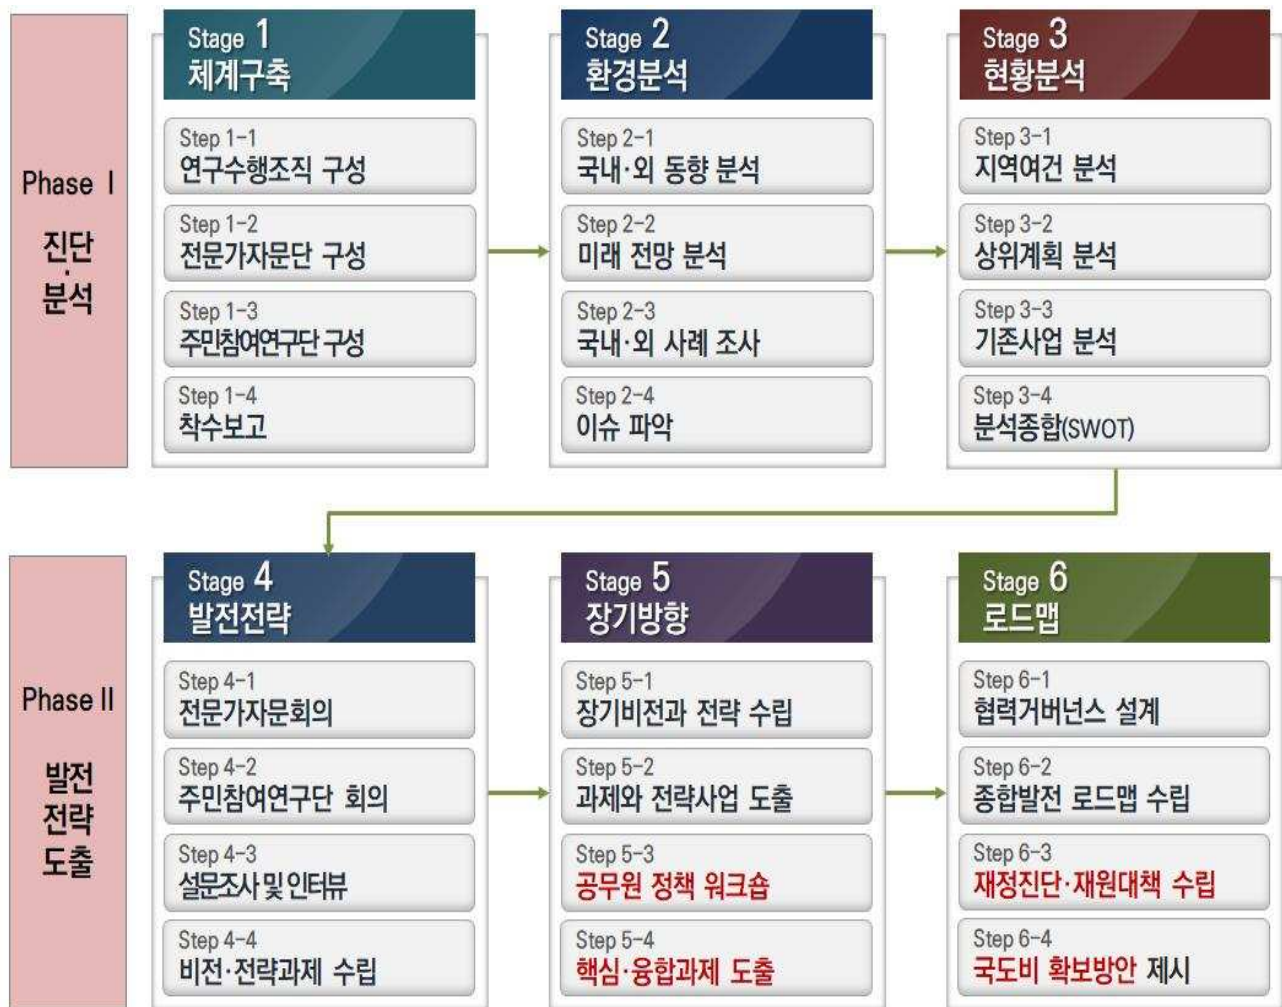 Phase Ⅰ
진단
·
분석
Stage 1
체계구축
Step 1-1
연구수행조직 구성
Step 1-2
전문가자문단 구성
Step 1-3
주민참여연구단 구성
Step 1-4
착수보고
Stage 2
환경분석
Step 2-1
국내·외 동향 분석
Step 2-2
미래 전망 분석
Step 2-3
국내·외 사례 조사
Step 2-4
이슈 파악
Stage 3
현황분석
Step 3-1
지역여건 분석
Step 3-2
상위계획 분석
Step 3-3
기존사업 분석
Step 3-4
분석종합(SWOT)
Phase Ⅱ
발전
전략
도출
Stage 4
발전전략
Step 4-1
전문가자문회의
Step 4-2
주민참여연구단 회의
Step 4-3
설문조사 및 인터뷰
Step 4-4
비전·전략과제 수립
Stage 5
장기방향
Step 5-1
장기비전과 전략 수립
Step 5-2
과제와 전략사업 도출
Step 5-3
공무원 정책 워크숍
Step 5-4
핵심·융합과제 도출
Stage 6
로드맵
Step 6-1
협력거버넌스 설계
Step 6-2
종합발전 로드맵 수립
Step 6-3
재정진단·재원대책 수립
Step 6-4
국도비 확보방안 제시